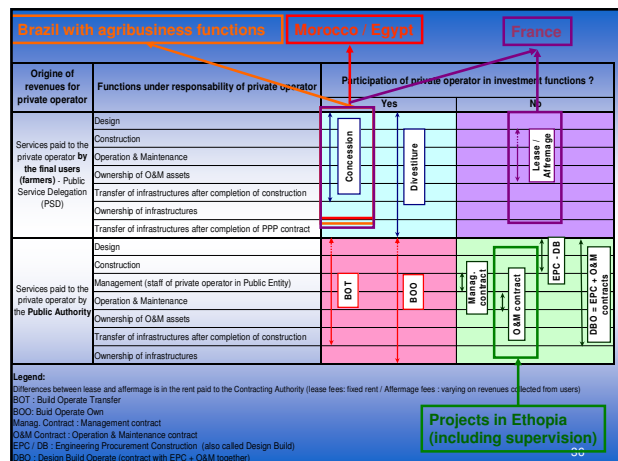 Brazil with agribusiness functions
Morocco / Egypt
France
Origine of
revenues for
private operator
Functions under responsability of private operator
Participation of private operator in investment functions ?
Yes
No
Services paid to the
private operator by
the final users
(farmers) - Public
Service Delegation
(PSD)
Design
Construction
Operation & Maintenance
Ownership of O&M assets
Transfer of infrastructures after completion of construction
Ownership of infrastructures
Transfer of infrastructures after completion of PPP contract
Concession
Divestiture
Lease /
Affremage
Services paid to the
private operator by
the Public Authority
Design
Construction
Management (staff of private operator in Public Entity)
Operation & Maintenance
Ownership of O&M assets
Transfer of infrastructures after completion of construction
Ownership of infrastructures
BOT
BOO
Manag.
contract
O&M contract
EPC - DB
DBO = EPC + O&M
contracts
Legend:
Differences between lease and affermage is in the rent paid to the Contracting Authority (lease fees: fixed rent / Affermage fees : varying on revenues collected from users)
BOT : Build Operate Transfer
BOO: Buid Operate Own
Manag. Contract : Management contract
O&M Contract : Operation & Maintenance contract
EPC / DB : Engineering Procurement Construction (also called Design Build)
DBO : Design Build Operate (contract with EPC + O&M together)
Projects in Ethopia
(including supervision)